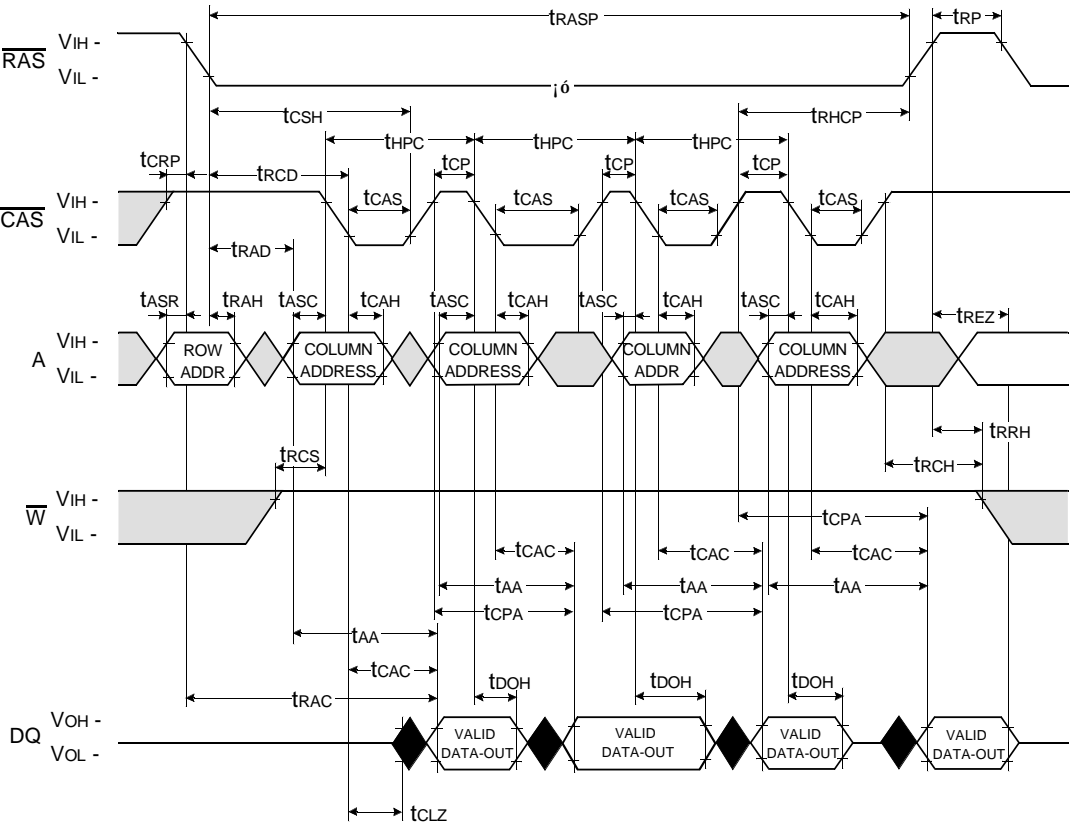 tRASP tRP
RAS VIH -
VIL -
¡ó
tCSH tRHCP
tHPC tHPC tHPC
tCRP tRCD tCP tCP tCP
CAS VIH -
VIL -
tCAS tCAS tCAS tCAS
tRAD
tASR tRAH tASC tCAH tASC tCAH tASC tCAH tASC tCAH tREZ
A VIH -
VIL -
ROW ADDR
COLUMN ADDRESS
COLUMN ADDRESS
COLUMN ADDR
COLUMN ADDRESS
tRRH
tRCS tRCH
W VIH -
VIL -
tCPA
tCAC tCAC tCAC
tAA tAA tAA
tCPA tCPA
tAA
tCAC
tRAC
tDOH tDOH tDOH
DQ VOH -
VOL -
VALID DATA-OUT
VALID DATA-OUT
VALID DATA-OUT
VALID DATA-OUT
tCLZ